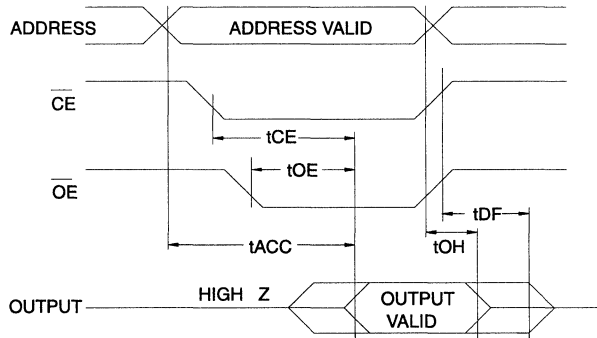 ADDRESS
ADDRESS VALID
CE
tCE
tOE
OE
tDF
tACC
tOH
HIGH Z
OUTPUT
OUTPUT
VALID